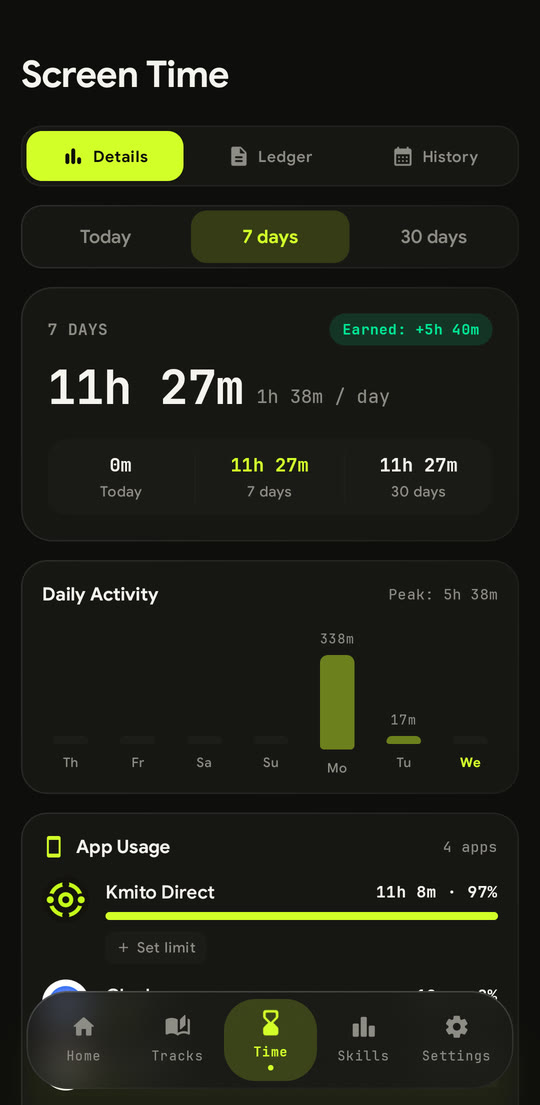 Screen Time
Details Ledger History
Today 7 days 30 days
7 DAYS Earned: +5h 40m
11h 27m 1h 38m / day
0m 11h 27m 11h 27m
Today 7 days 30 days
Daily Activity Peak: 5h 38m
338m
17m
Th Fr Sa Su Mo Tu We
App Usage 4 apps
Kmito Direct 11h 8m · 97%
+ Set limit
Home Tracks Time Skills Settings